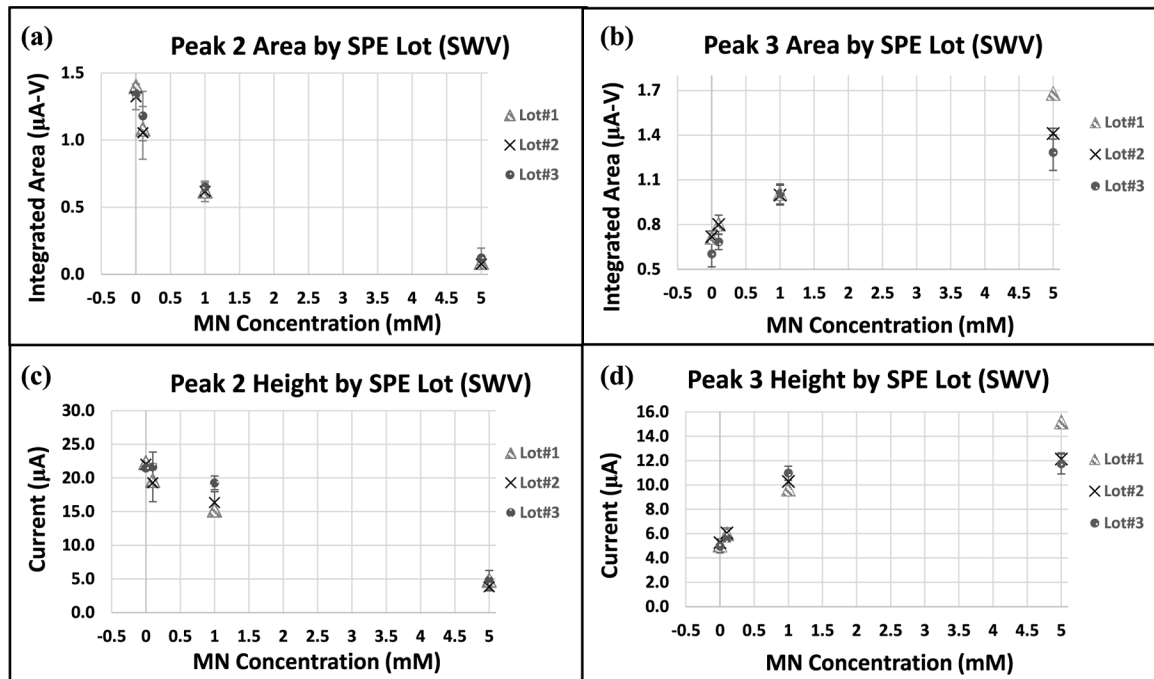 (a)
Peak 2 Area by SPE Lot (SWV)
Integrated Area (µA-V)
1.5
1.0
0.5
0.0
-0.5 0 0.5 1 1.5 2 2.5 3 3.5 4 4.5 5
MN Concentration (mM)
Lot#1
Lot#2
Lot#3
(b)
Peak 3 Area by SPE Lot (SWV)
Integrated Area (µA-V)
1.7
1.4
1.1
0.8
0.5
-0.5 0 0.5 1 1.5 2 2.5 3 3.5 4 4.5 5
MN Concentration (mM)
Lot#1
Lot#2
Lot#3
(c)
Peak 2 Height by SPE Lot (SWV)
Current (µA)
30.0
25.0
20.0
15.0
10.0
5.0
0.0
-0.5 0 0.5 1 1.5 2 2.5 3 3.5 4 4.5 5
MN Concentration (mM)
Lot#1
Lot#2
Lot#3
(d)
Peak 3 Height by SPE Lot (SWV)
Current (µA)
16.0
14.0
12.0
10.0
8.0
6.0
4.0
2.0
0.0
-0.5 0 0.5 1 1.5 2 2.5 3 3.5 4 4.5 5
MN Concentration (mM)
Lot#1
Lot#2
Lot#3